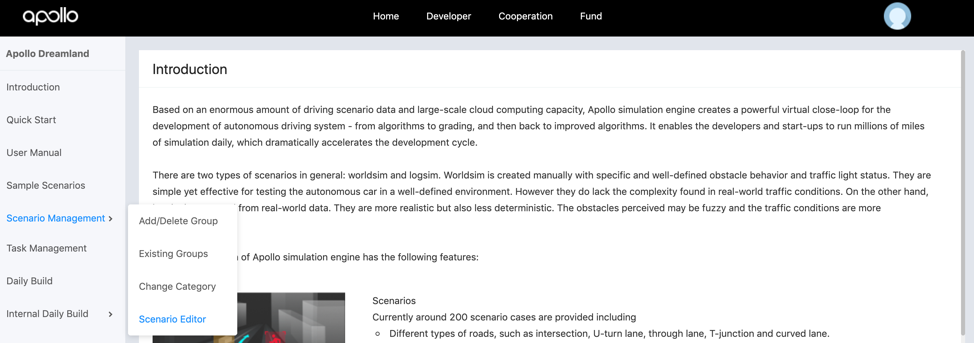 apollo
Home Developer Cooperation Fund
Apollo Dreamland
Introduction
Quick Start
User Manual
Sample Scenarios
Scenario Management
Task Management
Daily Build
Internal Daily Build
Add/Delete Group
Existing Groups
Change Category
Scenario Editor
Introduction
Based on an enormous amount of driving scenario data and large-scale cloud computing capacity, Apollo simulation engine creates a powerful virtual close-loop for the
development of autonomous driving system - from algorithms to grading, and then back to improved algorithms. It enables the developers and start-ups to run millions of miles
of simulation daily, which dramatically accelerates the development cycle.
There are two types of scenarios in general: worldsim and logsim. Worldsim is created manually with specific and well-defined obstacle behavior and traffic light status. They are
simple yet effective for testing the autonomous car in a well-defined environment. However they do lack the complexity found in real-world traffic conditions. On the other hand,
from real-world data. They are more realistic but also less deterministic. The obstacles perceived may be fuzzy and the traffic conditions are more
of Apollo simulation engine has the following features:
Scenarios
Currently around 200 scenario cases are provided including
Different types of roads, such as intersection, U-turn lane, through lane, T-junction and curved lane.